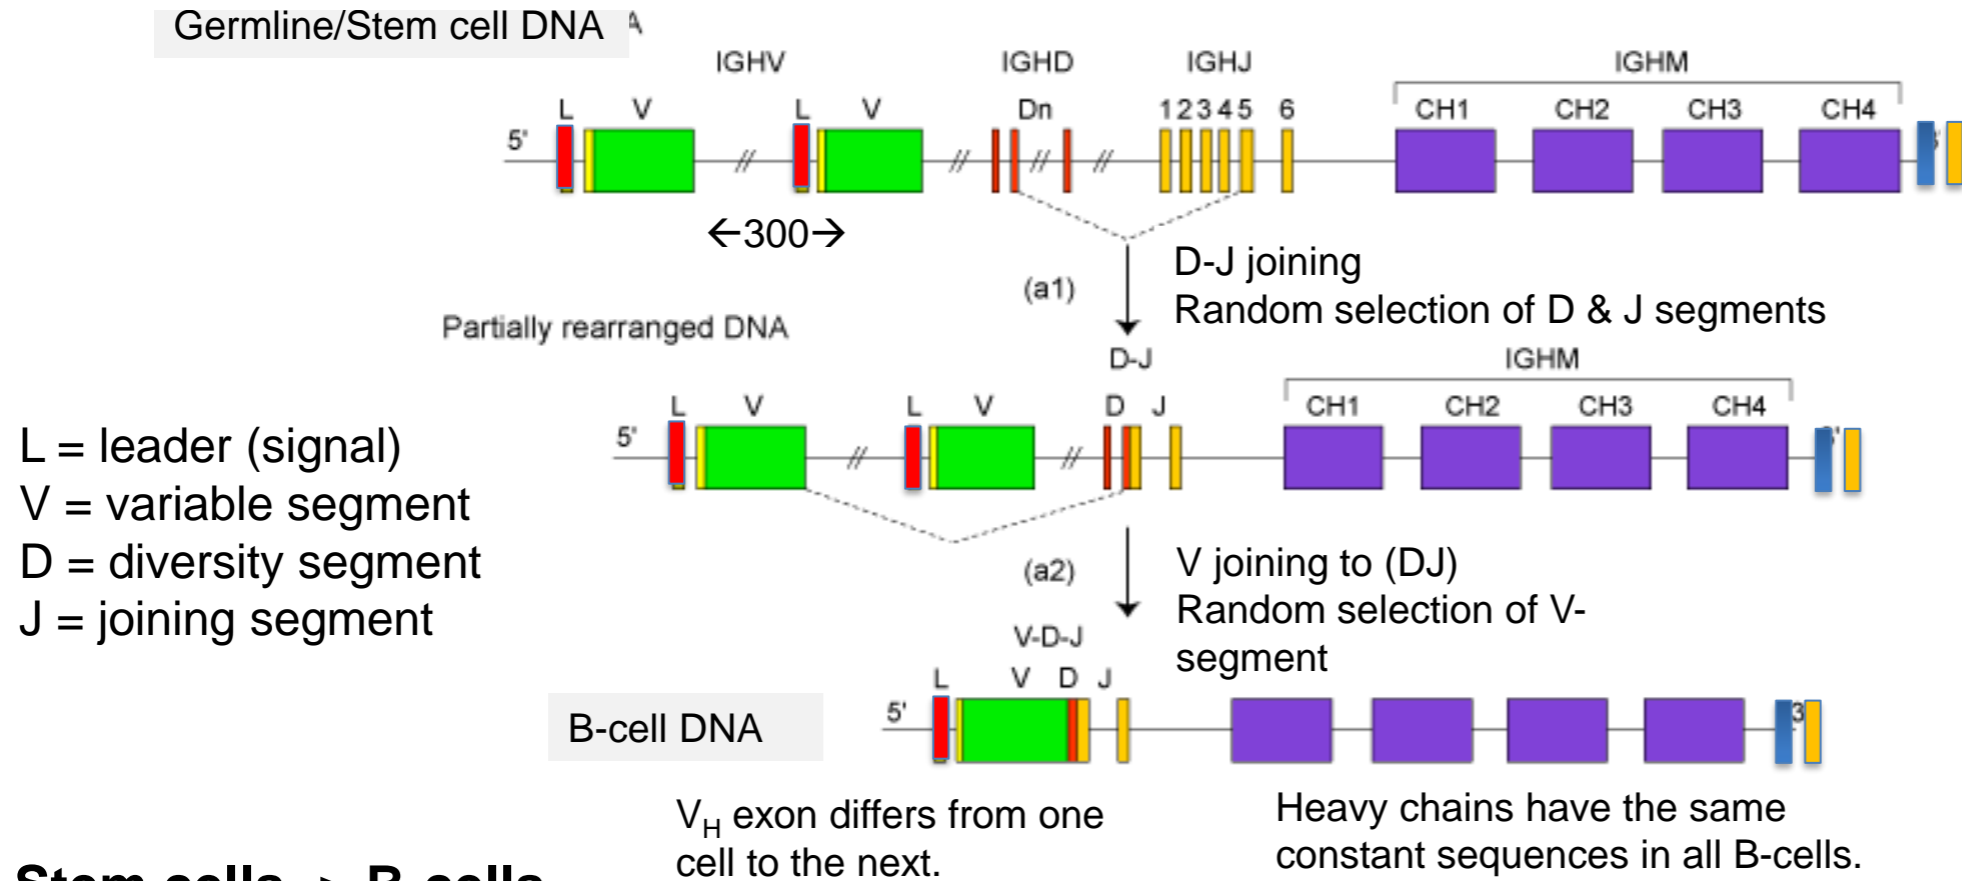 Germline/Stem cell DNA A
IGHV IGHD IGHJ IGHM
L V L V Dn 1 2 3 4 5 6 CH1 CH2 CH3 CH4
5'
←300→
D-J joining
(a1)
Random selection of D & J segments
Partially rearranged DNA
D-J IGHM
L V L V D J CH1 CH2 CH3 CH4
5'
L = leader (signal)
V = variable segment
D = diversity segment
J = joining segment
V joining to (DJ)
(a2)
Random selection of V-
segment
V-D-J
L V D J
5' 3
B-cell DNA
VH exon differs from one
cell to the next.
Heavy chains have the same
constant sequences in all B-cells.